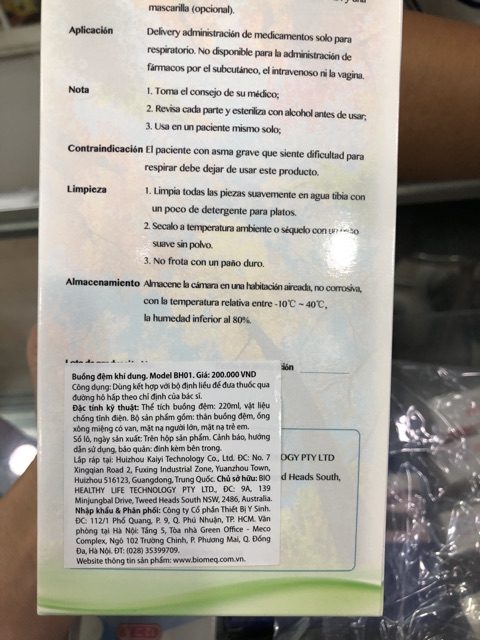 mascarilla (opcional).
Aplicación Delivery administración de medicamentos solo para
respiratorio. No disponible para la administración de
fármacos por el subcutáneo, el intravenoso ni la vagina.
Nota 1. Toma el consejo de su médico;
2. Revisa cada parte y esteriliza con alcohol antes de usar;
3. Usa en un paciente mismo solo;
Contraindicación El paciente con asma grave que siente dificultad para
respirar debe dejar de usar este producto.
Limpieza 1. Limpia todas las piezas suavemente en agua tibia con
un poco de detergente para platos.
2. Secalo a temperatura ambiente o séquelo con
suave sin polvo.
3. No frota con un paño duro.
Almacenamiento Almacene la cámara en una habitación aireada, no corrosiva,
con la temperatura relativa entre -10℃ ~ 40℃,
la humedad inferior al 80%.
Buồng đệm khí dung. Model BH01. Giá: 200.000 VND
Công dụng: Dùng kết hợp với bộ định liều để đưa thuốc qua
đường hô hấp theo chỉ định của bác sĩ.
Đặc tính kỹ thuật: Thể tích buồng đệm: 220ml, vật liệu
chống tĩnh điện. Bộ sản phẩm gồm: thân buồng đệm, ống
xông miệng có van, mặt nạ người lớn, mặt nạ trẻ em.
Số lô, ngày sản xuất: Trên hộp sản phẩm. Cảnh báo, hướng
dẫn sử dụng, bảo quản: đính kèm bên trong.
Lắp ráp tại: Huizhou Kaiyi Technology Co., Ltd. ĐC: No. 7
Xingqian Road 2, Fuxing Industrial Zone, Yuanzhou Town,
Huizhou 516123, Guangdong, Trung Quốc. Chủ sở hữu: BIO
HEALTHY LIFE TECHNOLOGY PTY LTD., ĐC: 9A, 139
Minjungbal Drive, Tweed Heads South NSW, 2486, Australia.
Nhập khẩu & Phân phối: Công ty Cổ phần Thiết Bị Y Sinh.
ĐC: 112/1 Phổ Quang, P. 9, Q. Phú Nhuận, TP. HCM. Văn
phòng tại Hà Nội: Tầng 5, Tòa nhà Green Office - Meco
Complex, Ngõ 102 Trường Chinh, P. Phương Mai, Q. Đống
Đa, Hà Nội. ĐT: (028) 35399709.
Website thông tin sản phẩm: www.biomeq.com.vn.
OGY PTY LTD
d Heads South,